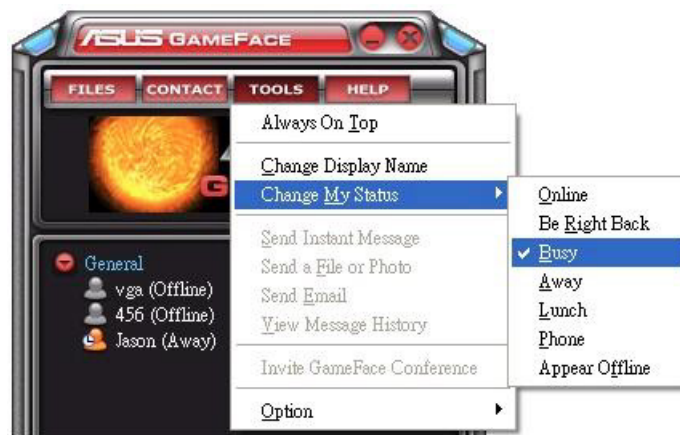 ASUS GAMEFACE
FILES CONTACT TOOLS HELP
G
Always On Top
Change Display Name
Change My Status
Send Instant Message
Send a File or Photo
Send Email
View Message History
Invite GameFace Conference
Option
Online
Be Right Back
Busy
Away
Lunch
Phone
Appear Offline
General
vga (Offline)
456 (Offline)
Jason (Away)